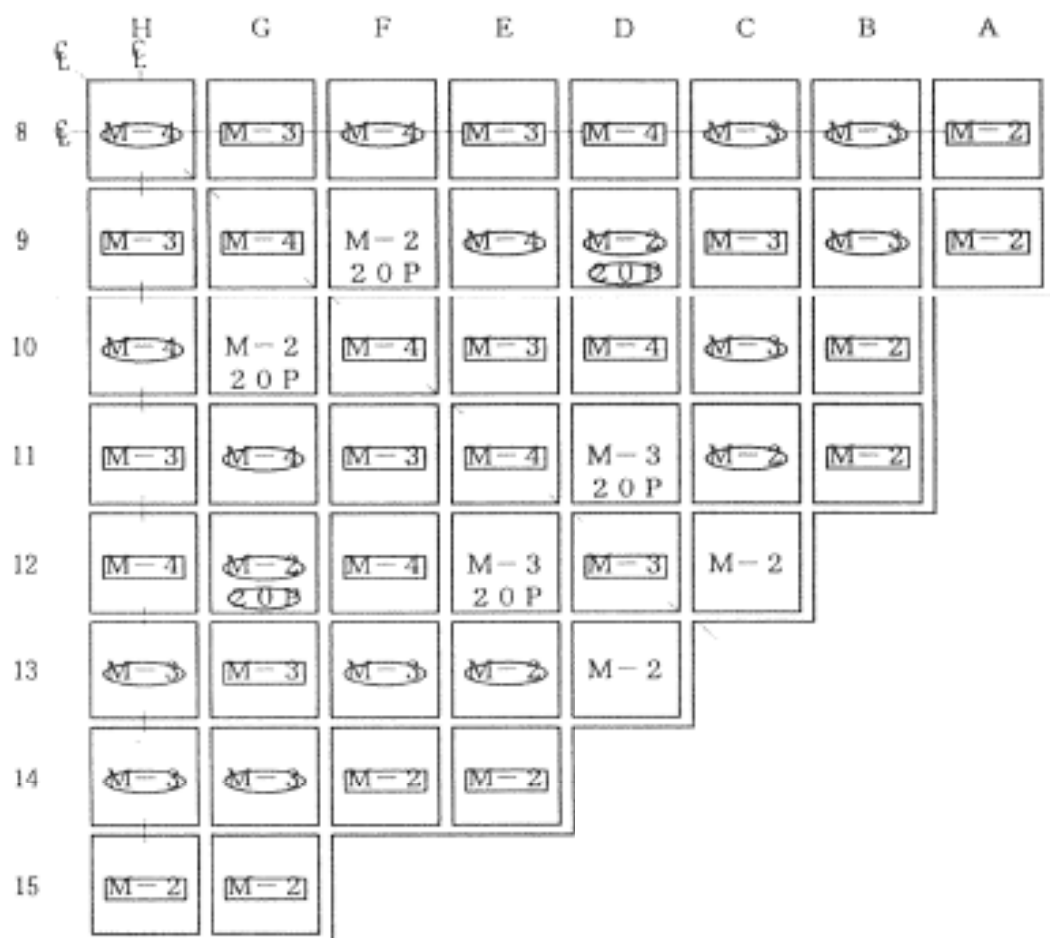 H G F E D C B A
℄ ℄
8 ℄ M-4 M-3 M-4 M-3 M-4 M-3 M-3 M-2
9 M-3 M-4 M-2 M-4 M-2 M-3 M-3 M-2
20P 20P
10 M-4 M-2 M-4 M-3 M-4 M-3 M-2
20P
11 M-3 M-4 M-3 M-4 M-3 M-2 M-2
20P
12 M-4 M-2 M-4 M-3 M-3 M-2
20P 20P
13 M-3 M-3 M-3 M-2 M-2
14 M-3 M-3 M-2 M-2
15 M-2 M-2